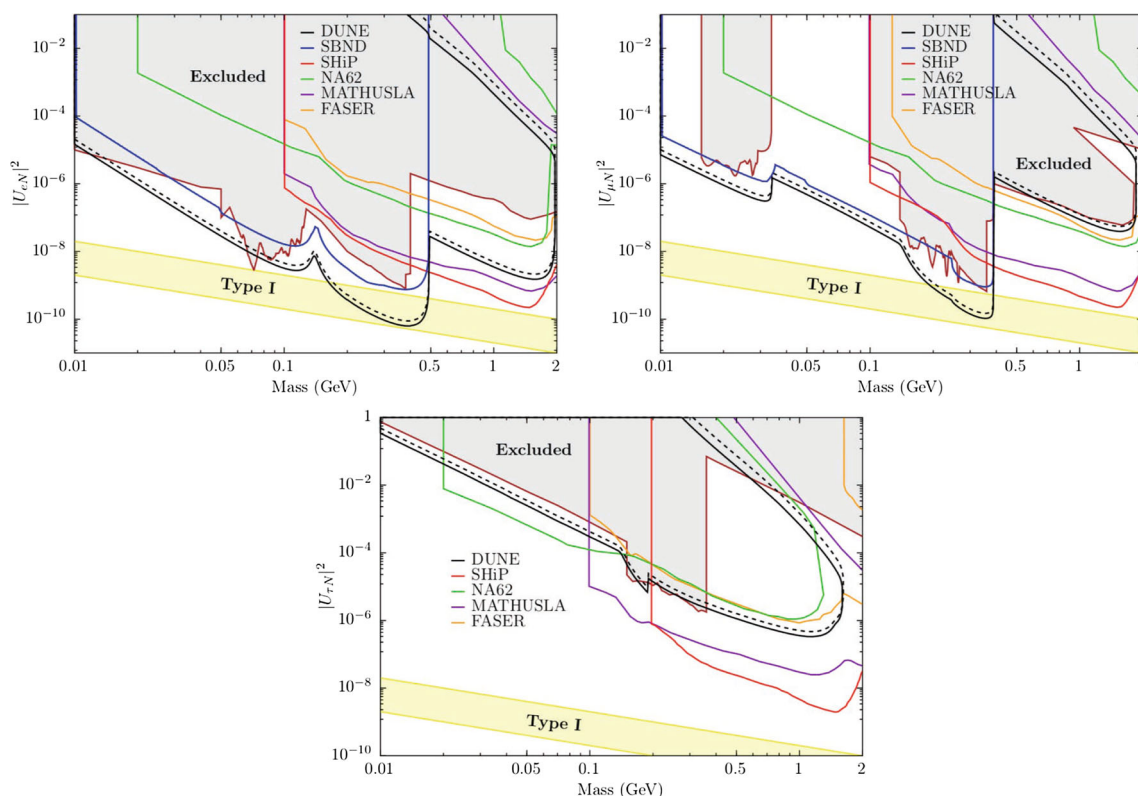 DUNE
SBND
SHiP
NA62
MATHUSLA
FASER
Excluded
Type I
10−2
10−4
10−6
10−8
10−10
|UeN|2
0.01 0.05 0.1 0.5 1 2
Mass (GeV)
DUNE
SBND
SHiP
NA62
MATHUSLA
FASER
Excluded
Type I
10−2
10−4
10−6
10−8
10−10
|UμN|2
0.01 0.05 0.1 0.5 1
Mass (GeV)
Excluded
DUNE
SHiP
NA62
MATHUSLA
FASER
Type I
1
10−2
10−4
10−6
10−8
10−10
|UτN|2
0.01 0.05 0.1 0.5 1 2
Mass (GeV)